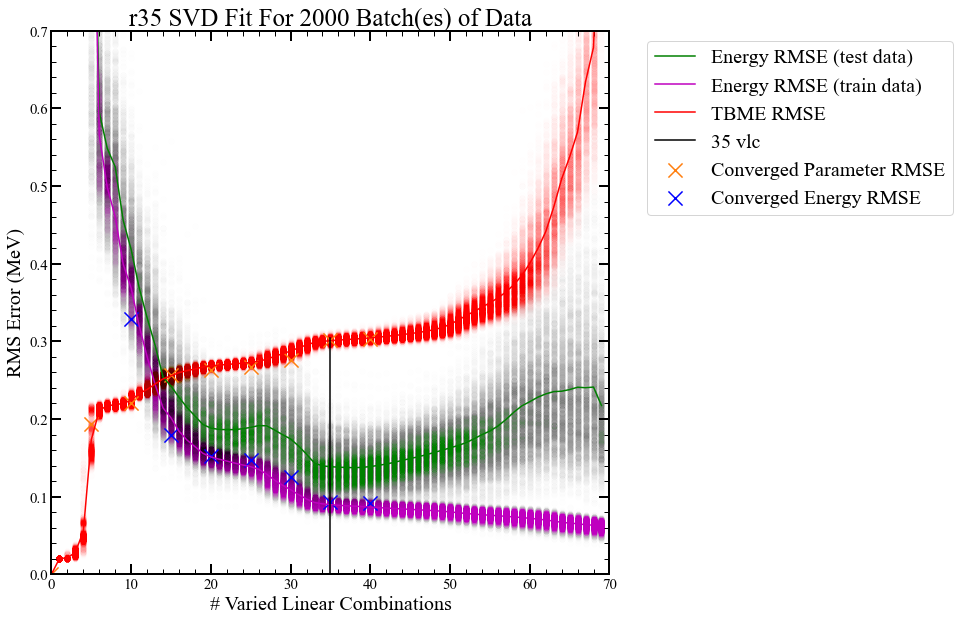 r35 SVD Fit For 2000 Batch(es) of Data
RMS Error (MeV)
0.7
0.6
0.5
0.4
0.3
0.2
0.1
0.0
0 10 20 30 40 50 60 70
# Varied Linear Combinations
Energy RMSE (test data)
Energy RMSE (train data)
TBME RMSE
35 vlc
Converged Parameter RMSE
Converged Energy RMSE